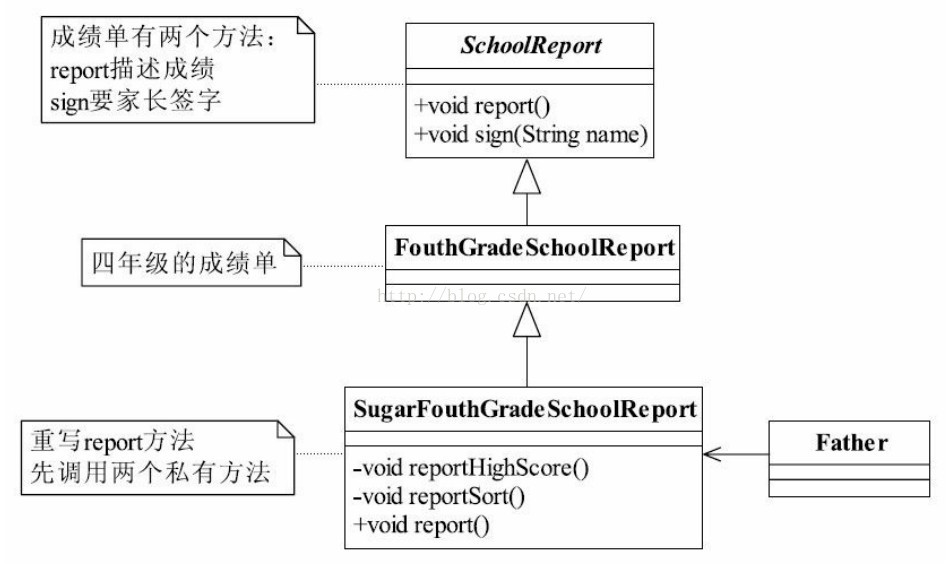 成绩单有两个方法：
report描述成绩
sign要家长签字
SchoolReport
+void report()
+void sign(String name)
四年级的成绩单
FouthGradeSchoolReport
http://blog.csdn.net/
重写report方法
先调用两个私有方法
SugarFouthGradeSchoolReport
-void reportHighScore()
-void reportSort()
+void report()
Father